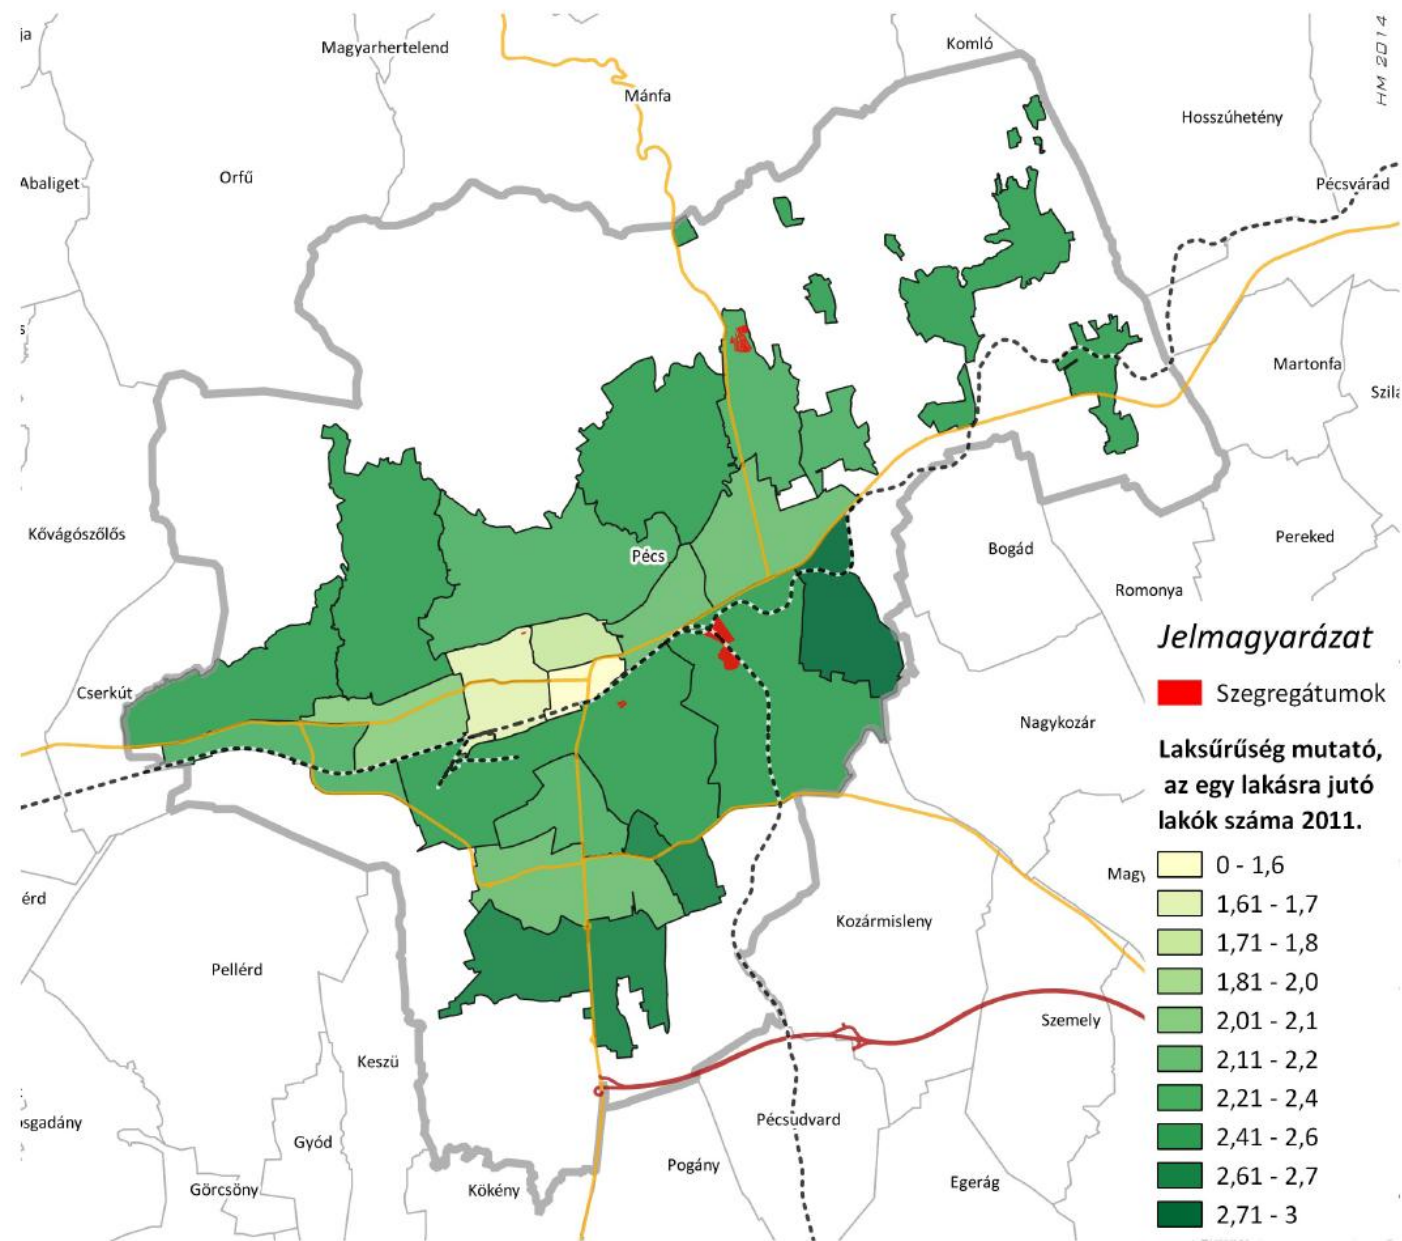 ja
Magyarhertelend
Komló
HM 2014
Mánfa
Hosszúhetény
Orfű
Abaliget
Pécsvárad
s
Martonfa
Szila
Kővágószőlős
Pécs
Bogád
Pereked
Romonya
Cserkút
Nagykozár
Jelmagyarázat
Szegregátumok
Laksűrűség mutató,
az egy lakásra jutó
lakók száma 2011.
0 - 1,6
1,61 - 1,7
1,71 - 1,8
1,81 - 2,0
2,01 - 2,1
2,11 - 2,2
2,21 - 2,4
2,41 - 2,6
2,61 - 2,7
2,71 - 3
Magy
érd
Kozármisleny
Pellérd
Szemely
Keszü
osgadány
Gyód
Pécsudvard
Pogány
Görcsöny
Kökény
Egerág